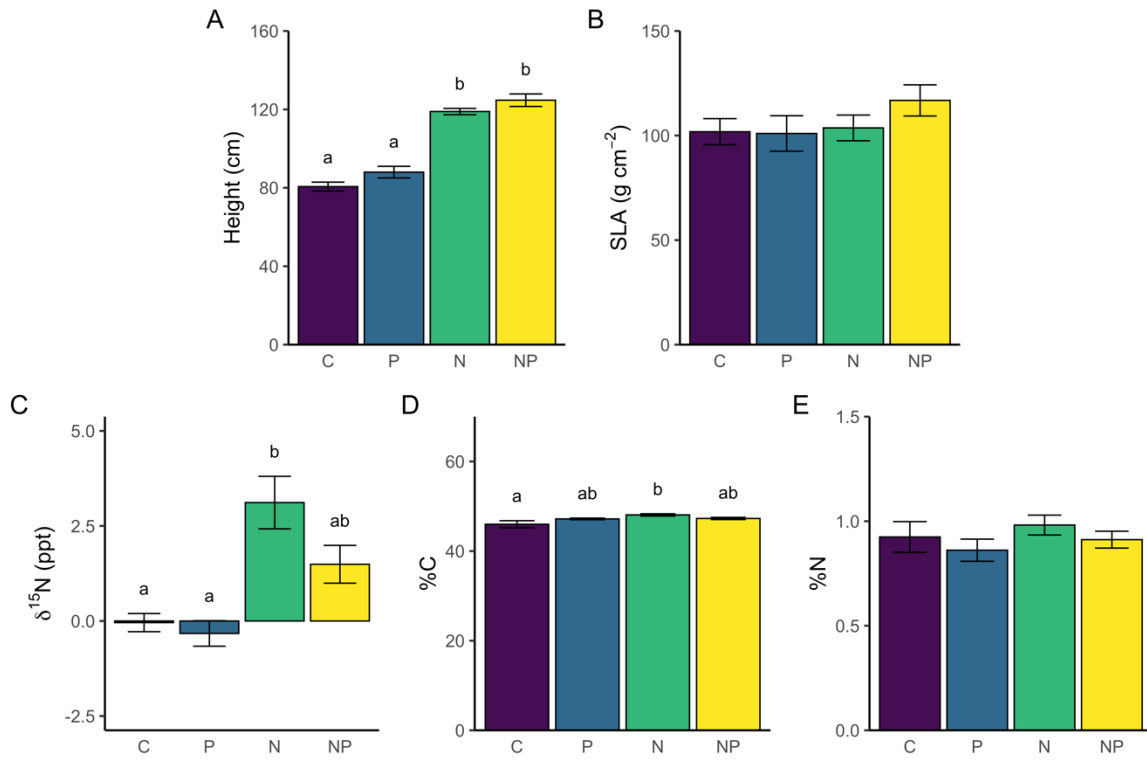 A
Height (cm)
160
120
80
40
0
a
a
b
b
C P N NP
B
SLA (g cm⁻²)
150
100
50
0
C P N NP
C
δ¹⁵N (ppt)
5.0
2.5
0.0
-2.5
a
a
b
ab
C P N NP
D
%C
60
40
20
0
a
ab
b
ab
C P N NP
E
%N
1.5
1.0
0.5
0.0
C P N NP